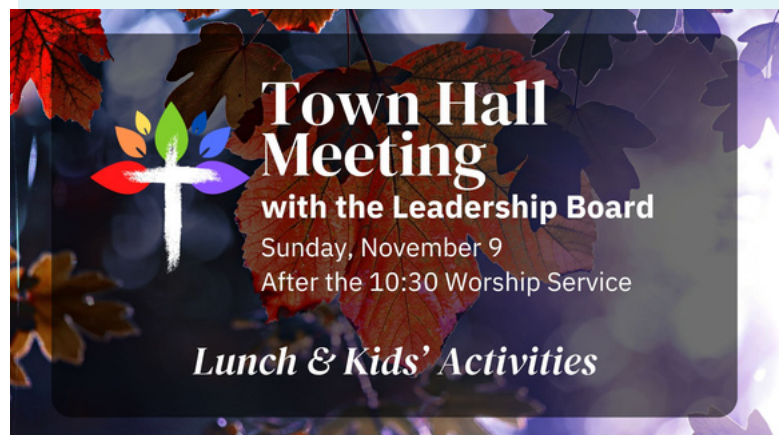 Town Hall
Meeting
with the Leadership Board
Sunday, November 9
After the 10:30 Worship Service
Lunch & Kids’ Activities